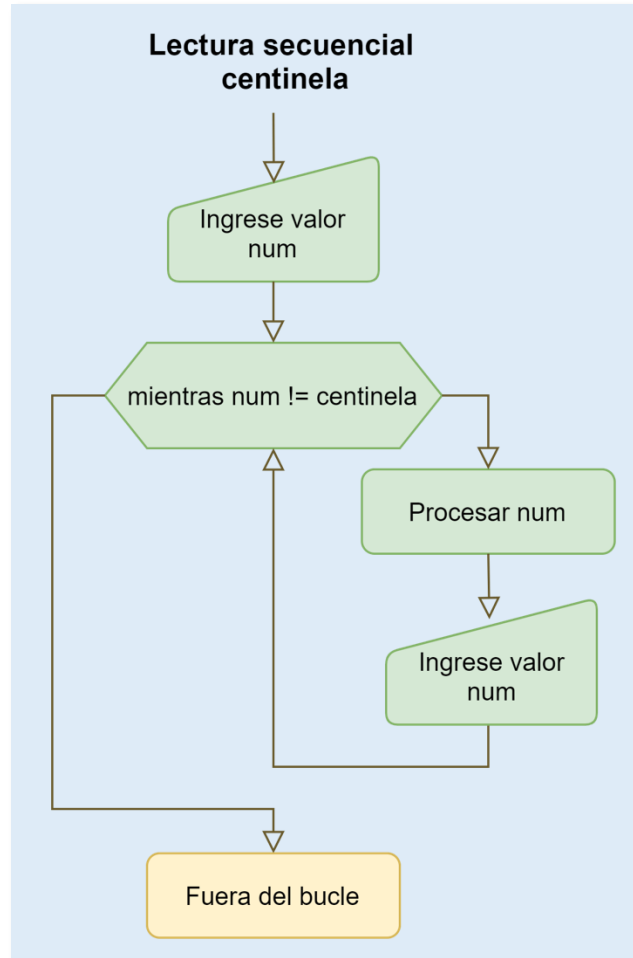 Lectura secuencial
centinela
Ingrese valor
num
mientras num != centinela
Procesar num
Ingrese valor
num
Fuera del bucle